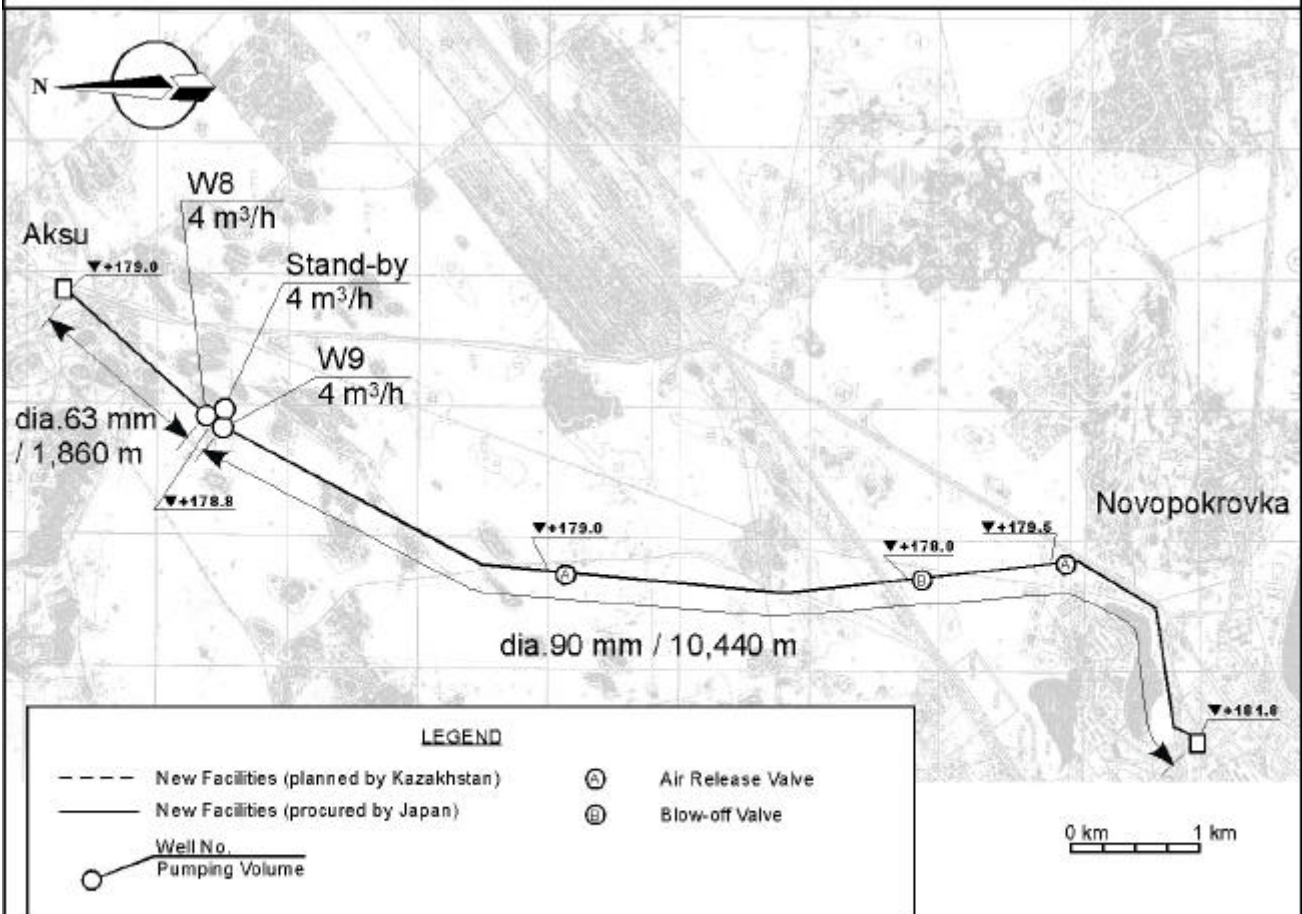 N
W8
4 m³/h
Aksu
▼+179.0
Stand-by
4 m³/h
W9
4 m³/h
dia.63 mm
/ 1,860 m
▼+178.8
Novopokrovka
▼+179.0
▼+178.0
▼+179.5
A
B
A
dia.90 mm / 10,440 m
▼+181.8
LEGEND
New Facilities (planned by Kazakhstan)
A Air Release Valve
New Facilities (procured by Japan)
B Blow-off Valve
Well No.
Pumping Volume
0 km 1 km